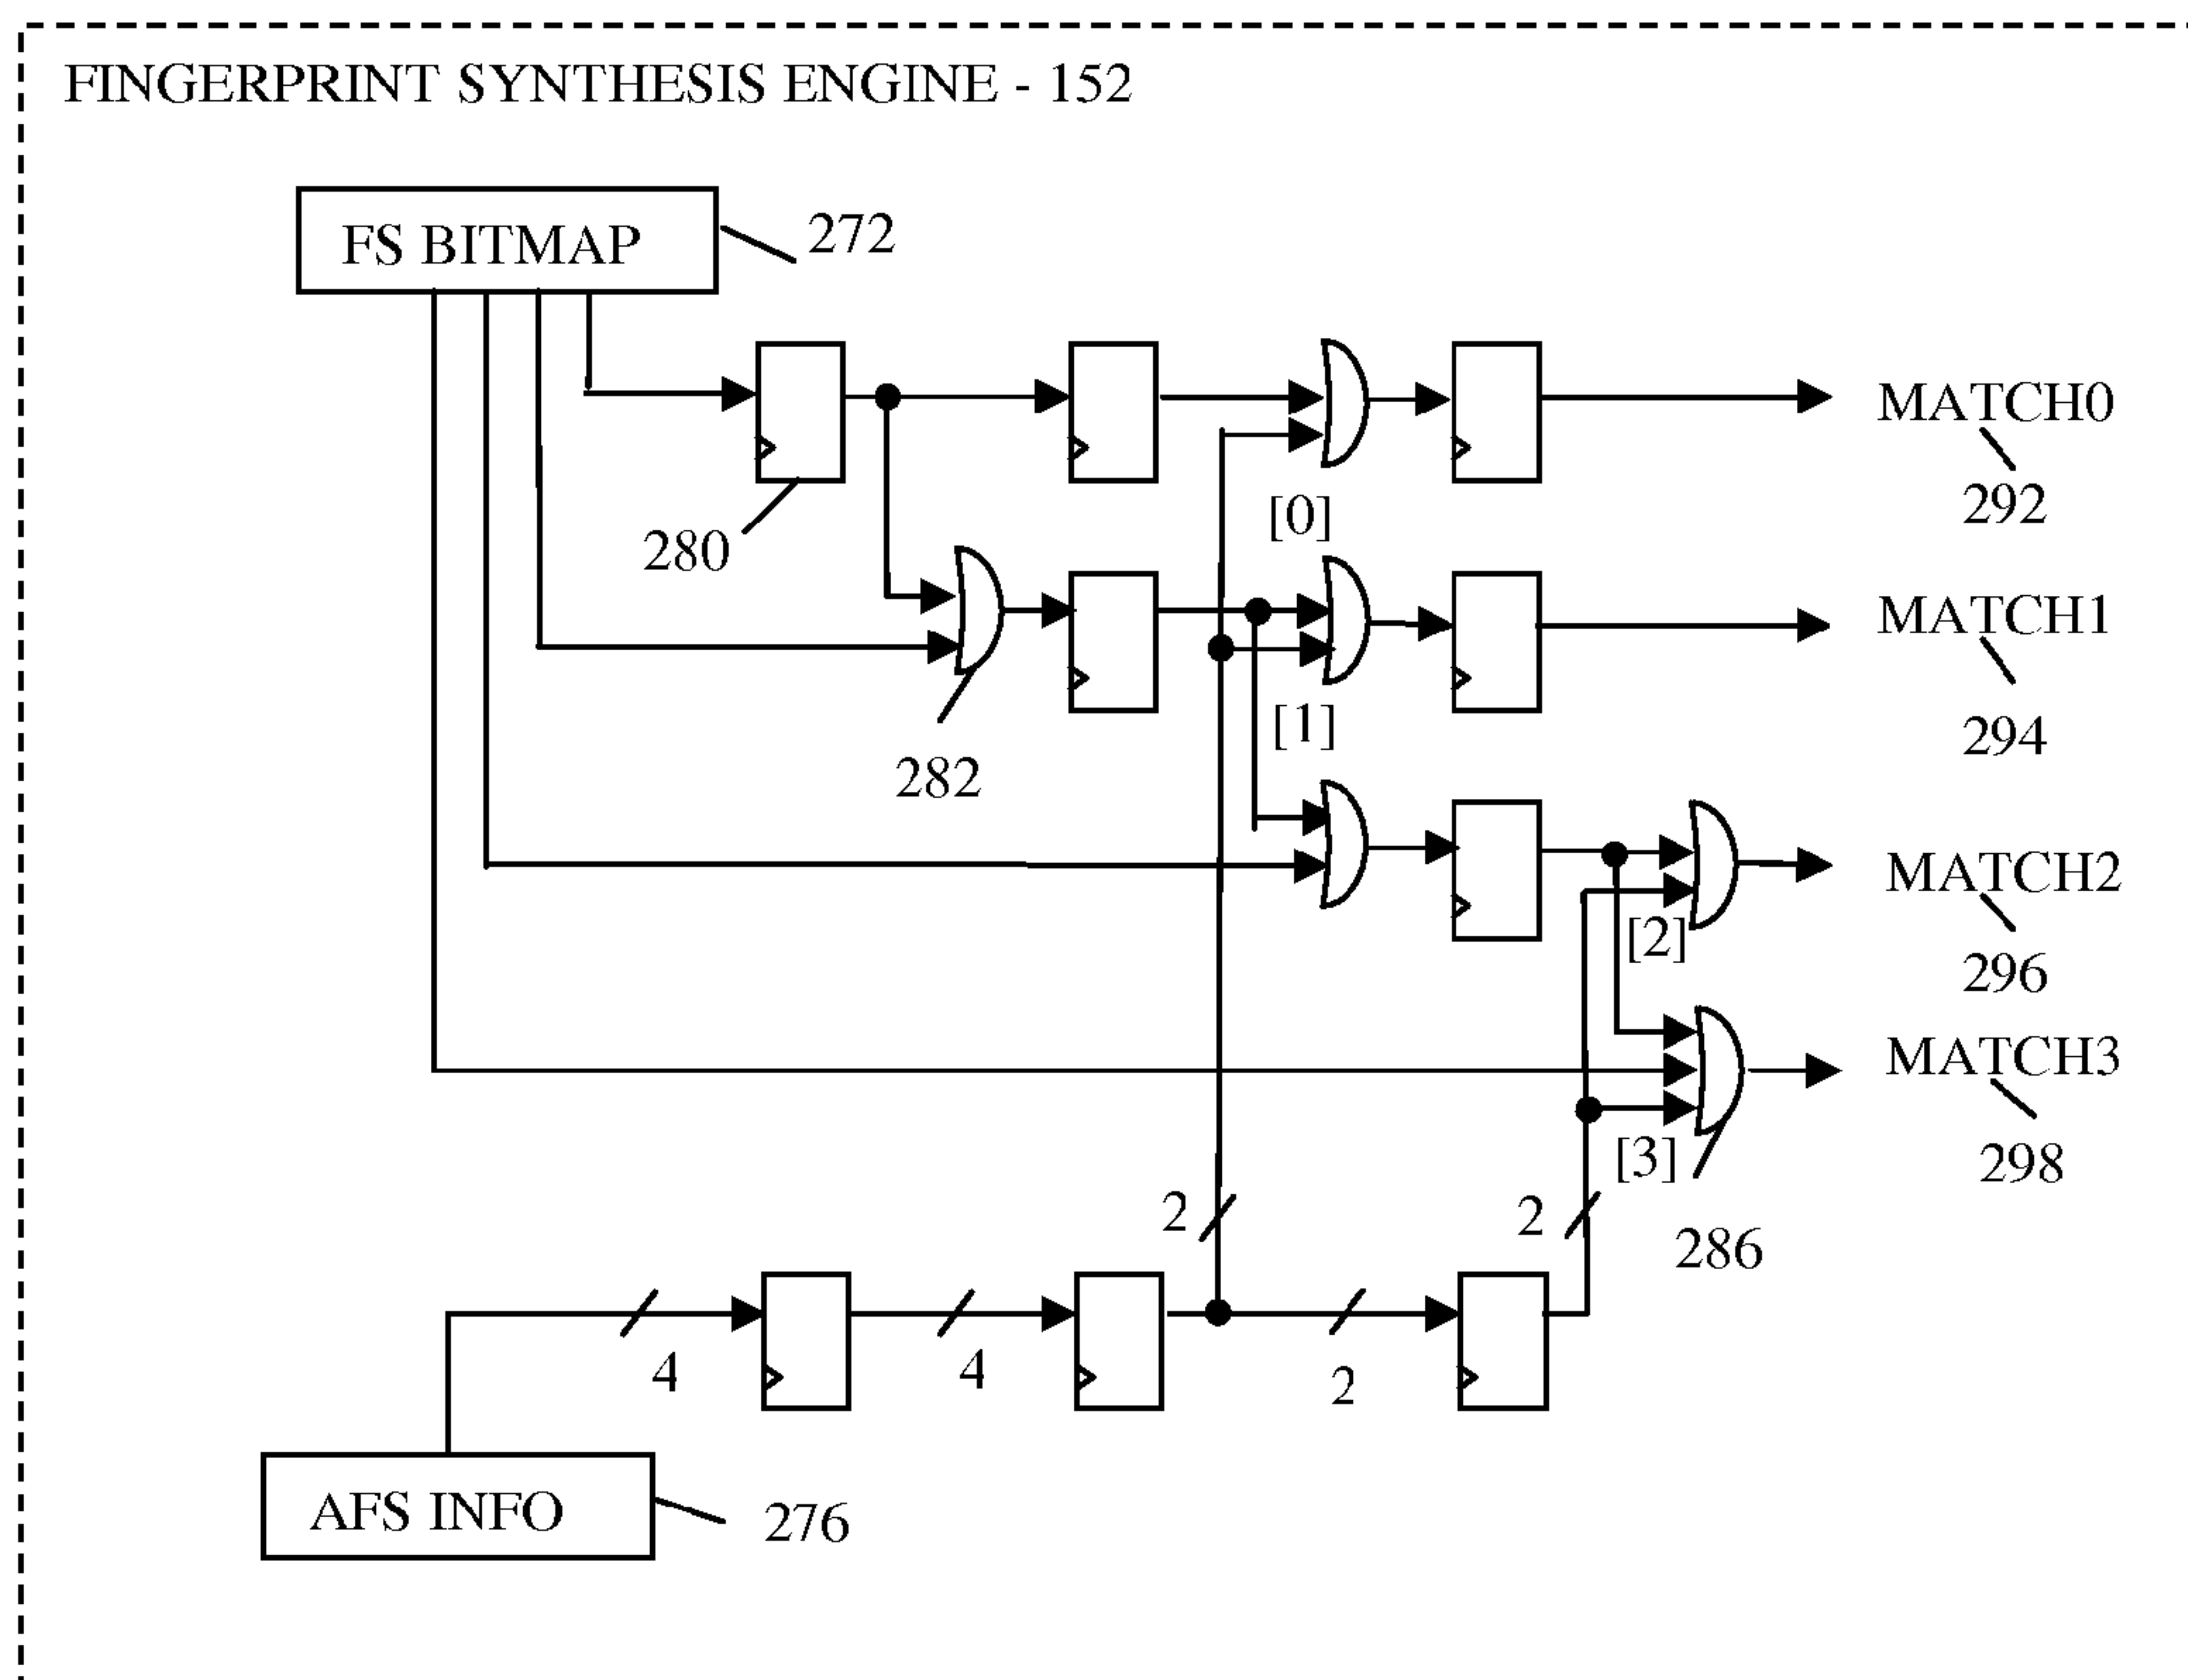 FINGERPRINT SYNTHESIS ENGINE - 152
FS BITMAP
272
MATCH0
292
[0]
280
MATCH1
294
[1]
282
MATCH2
[2]
296
MATCH3
[3]
298
2
2
286
4
4
2
AFS INFO
276